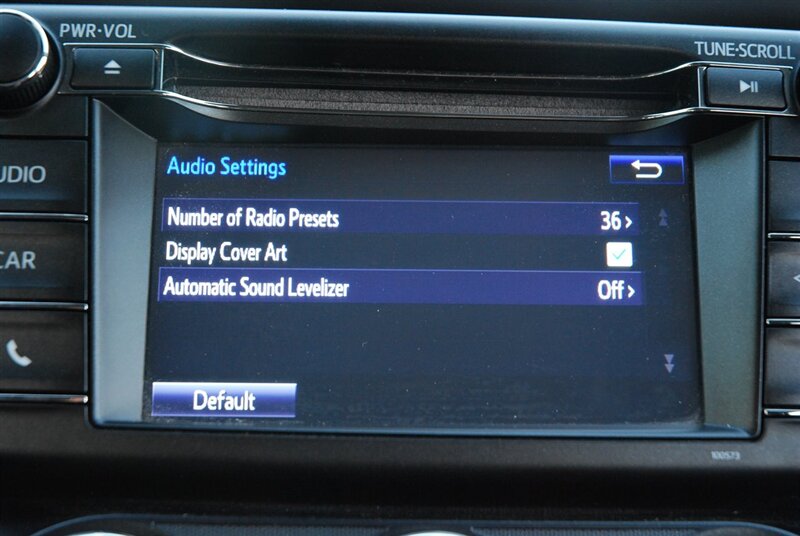 PWR·VOL
TUNE·SCROLL
Audio Settings
UDIO
Number of Radio Presets 36 >
Display Cover Art
CAR
Automatic Sound Levelizer Off >
Default
100573